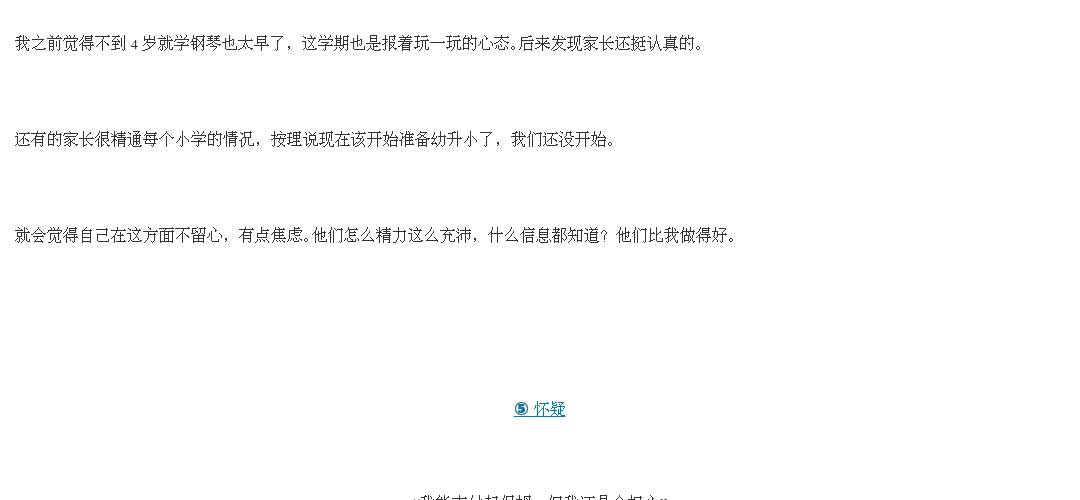 我之前觉得不到 4 岁就学钢琴也太早了，这学期也是报着玩一玩的心态。后来发现家长还挺认真的。
还有的家长很精通每个小学的情况，按理说现在该开始准备幼升小了，我们还没开始。
就会觉得自己在这方面不留心，有点焦虑。他们怎么精力这么充沛，什么信息都知道？他们比我做得好。
⑤ 怀疑